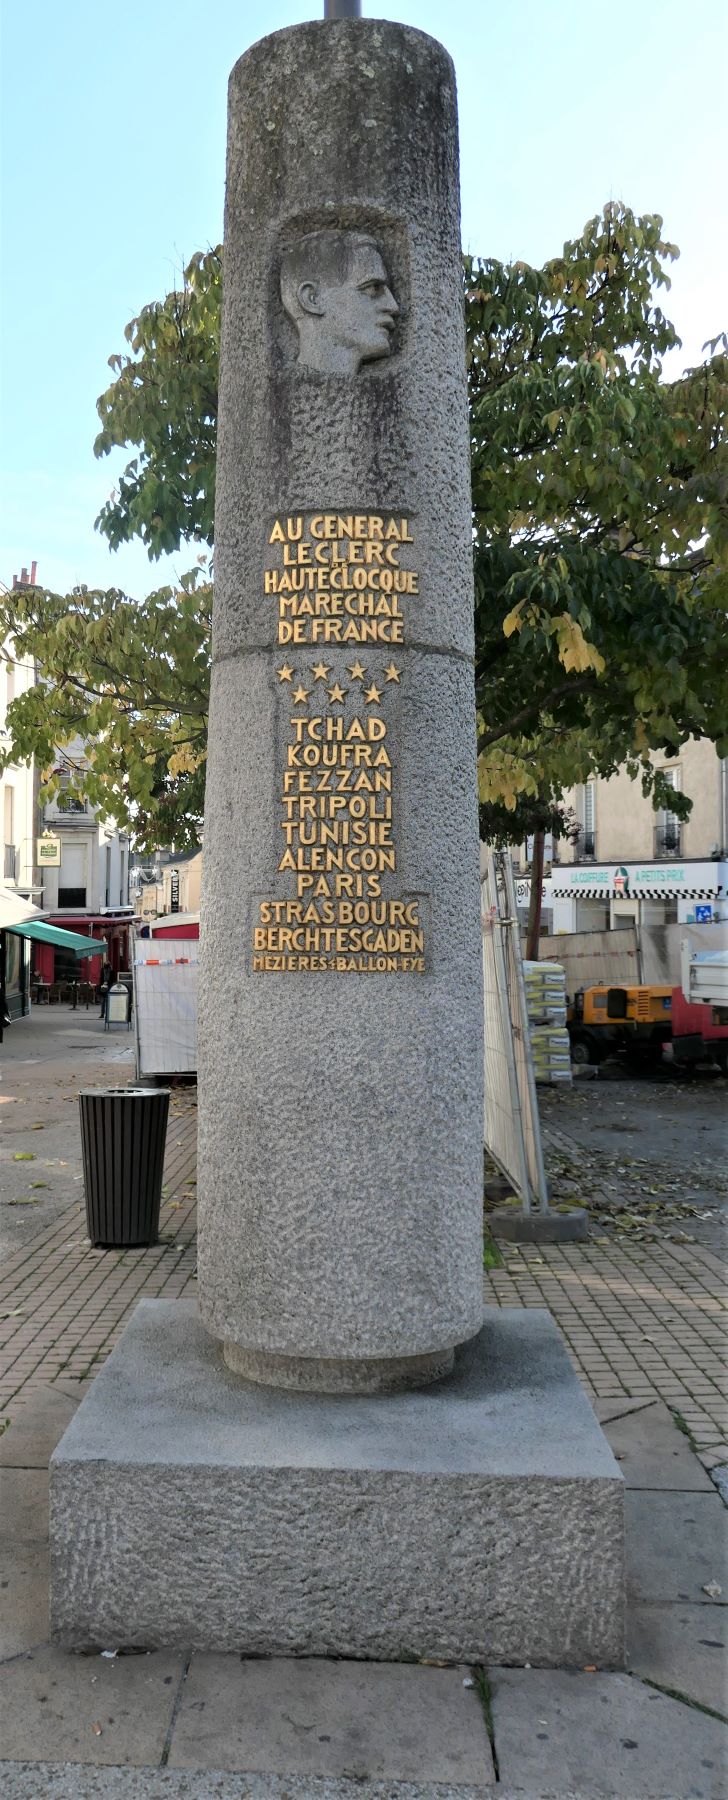 AU GENERAL
LECLERC
DE
HAUTECLOCQUE
MARECHAL
DE FRANCE
TCHAD
KOUFRA
FEZZAN
TRIPOLI
TUNISIE
ALENÇON
PARIS
STRASBOURG
BERCHTESGADEN
MEZIERES & BALLON-FYE
LA COIFFURE A PETITS PRIX